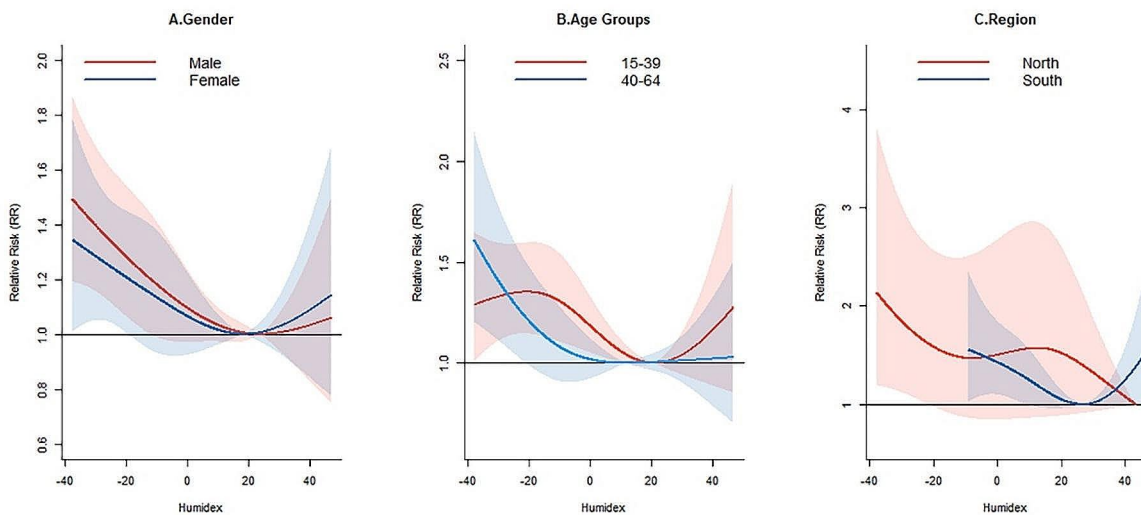 A.Gender
Male
Female
Relative Risk (RR)
2.0
1.8
1.6
1.4
1.2
1.0
0.8
0.6
-40 -20 0 20 40
Humidex
B.Age Groups
15-39
40-64
Relative Risk (RR)
2.5
2.0
1.5
1.0
-40 -20 0 20 40
Humidex
C.Region
North
South
Relative Risk (RR)
4
3
2
1
-40 -20 0 20 40
Humidex